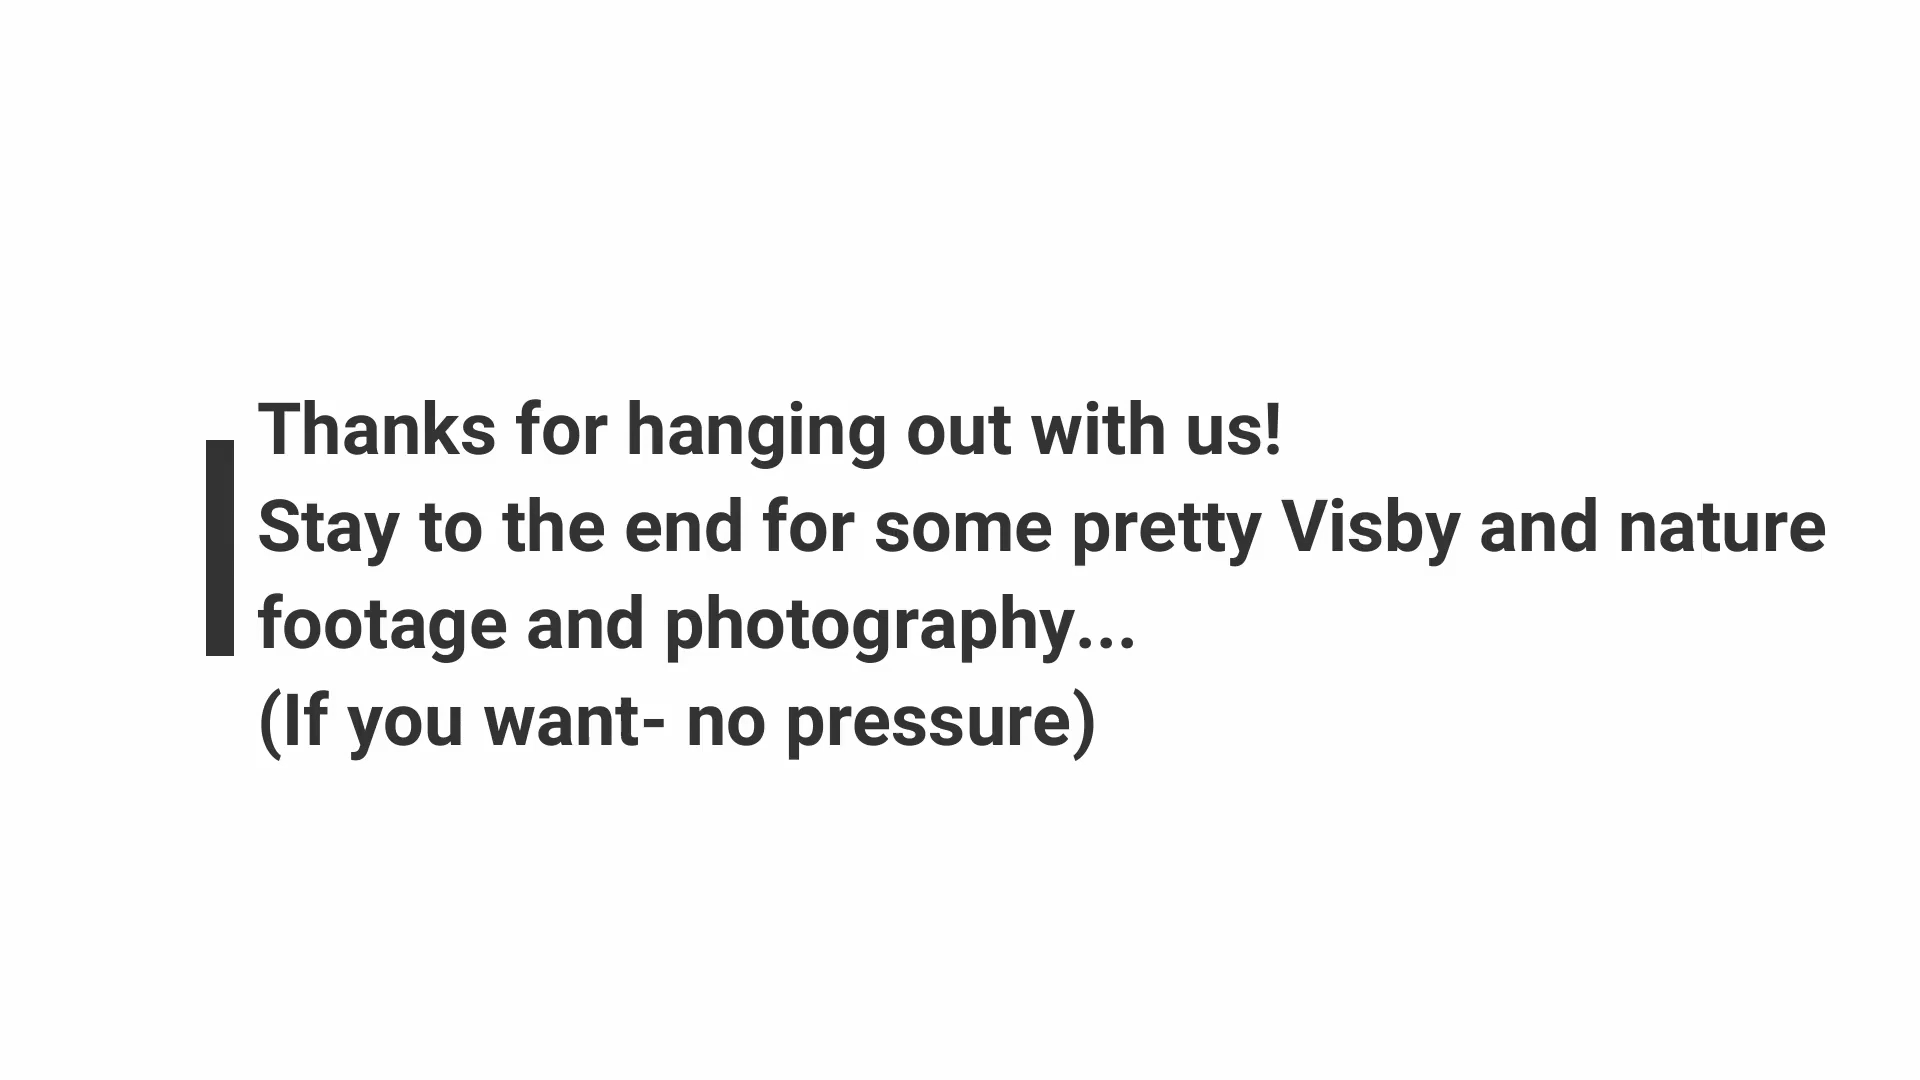 Thanks for hanging out with us!
Stay to the end for some pretty Visby and nature
footage and photography...
(If you want- no pressure)